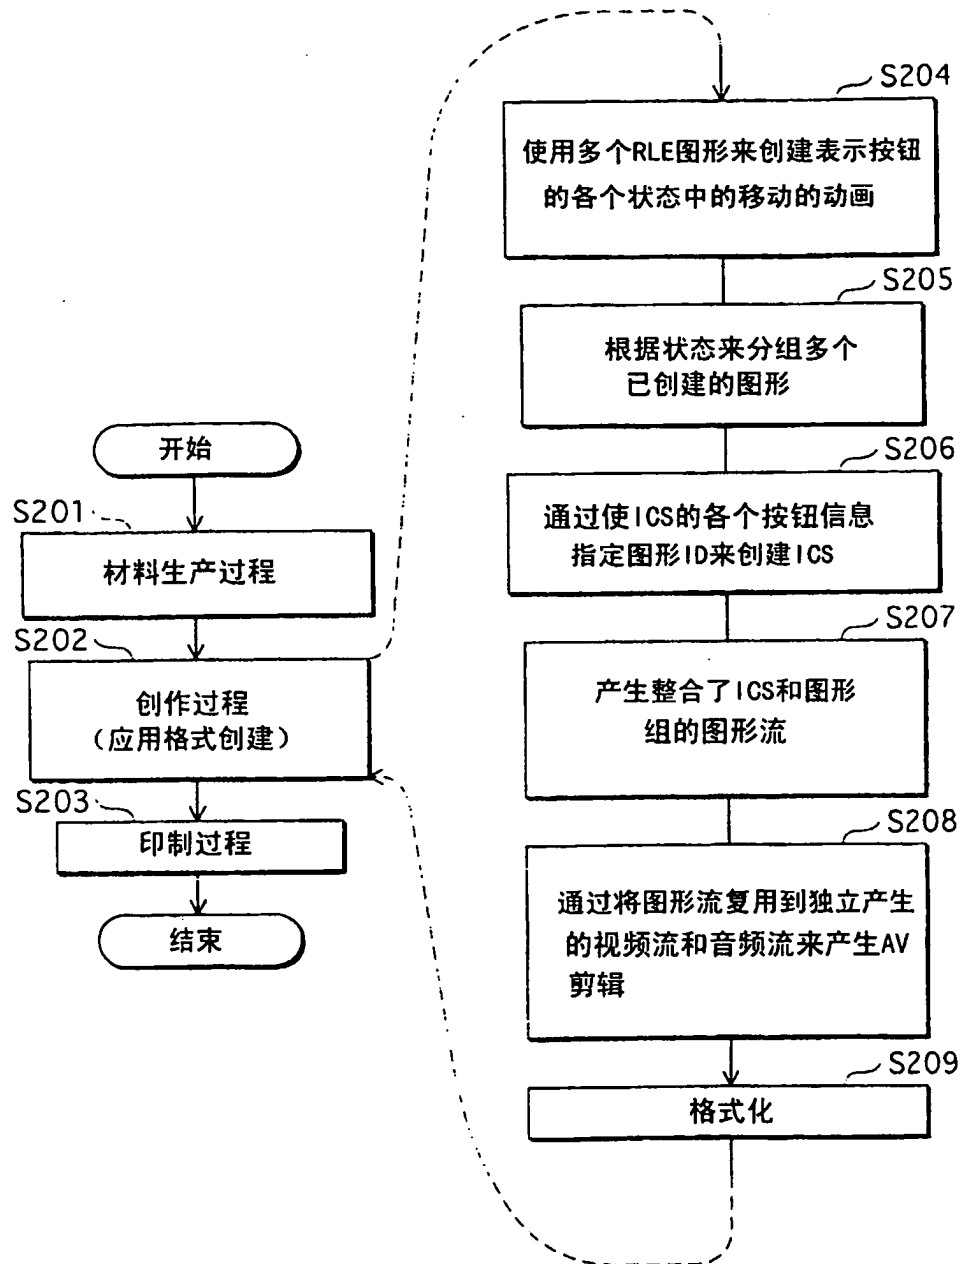 开始
S201
材料生产过程
S202
创作过程
（应用格式创建）
S203
印制过程
结束
S204
使用多个RLE图形来创建表示按钮
的各个状态中的移动的动画
S205
根据状态来分组多个
已创建的图形
S206
通过使ICS的各个按钮信息
指定图形ID来创建ICS
S207
产生整合了ICS和图形
组的图形流
S208
通过将图形流复用到独立产生
的视频流和音频流来产生AV
剪辑
S209
格式化